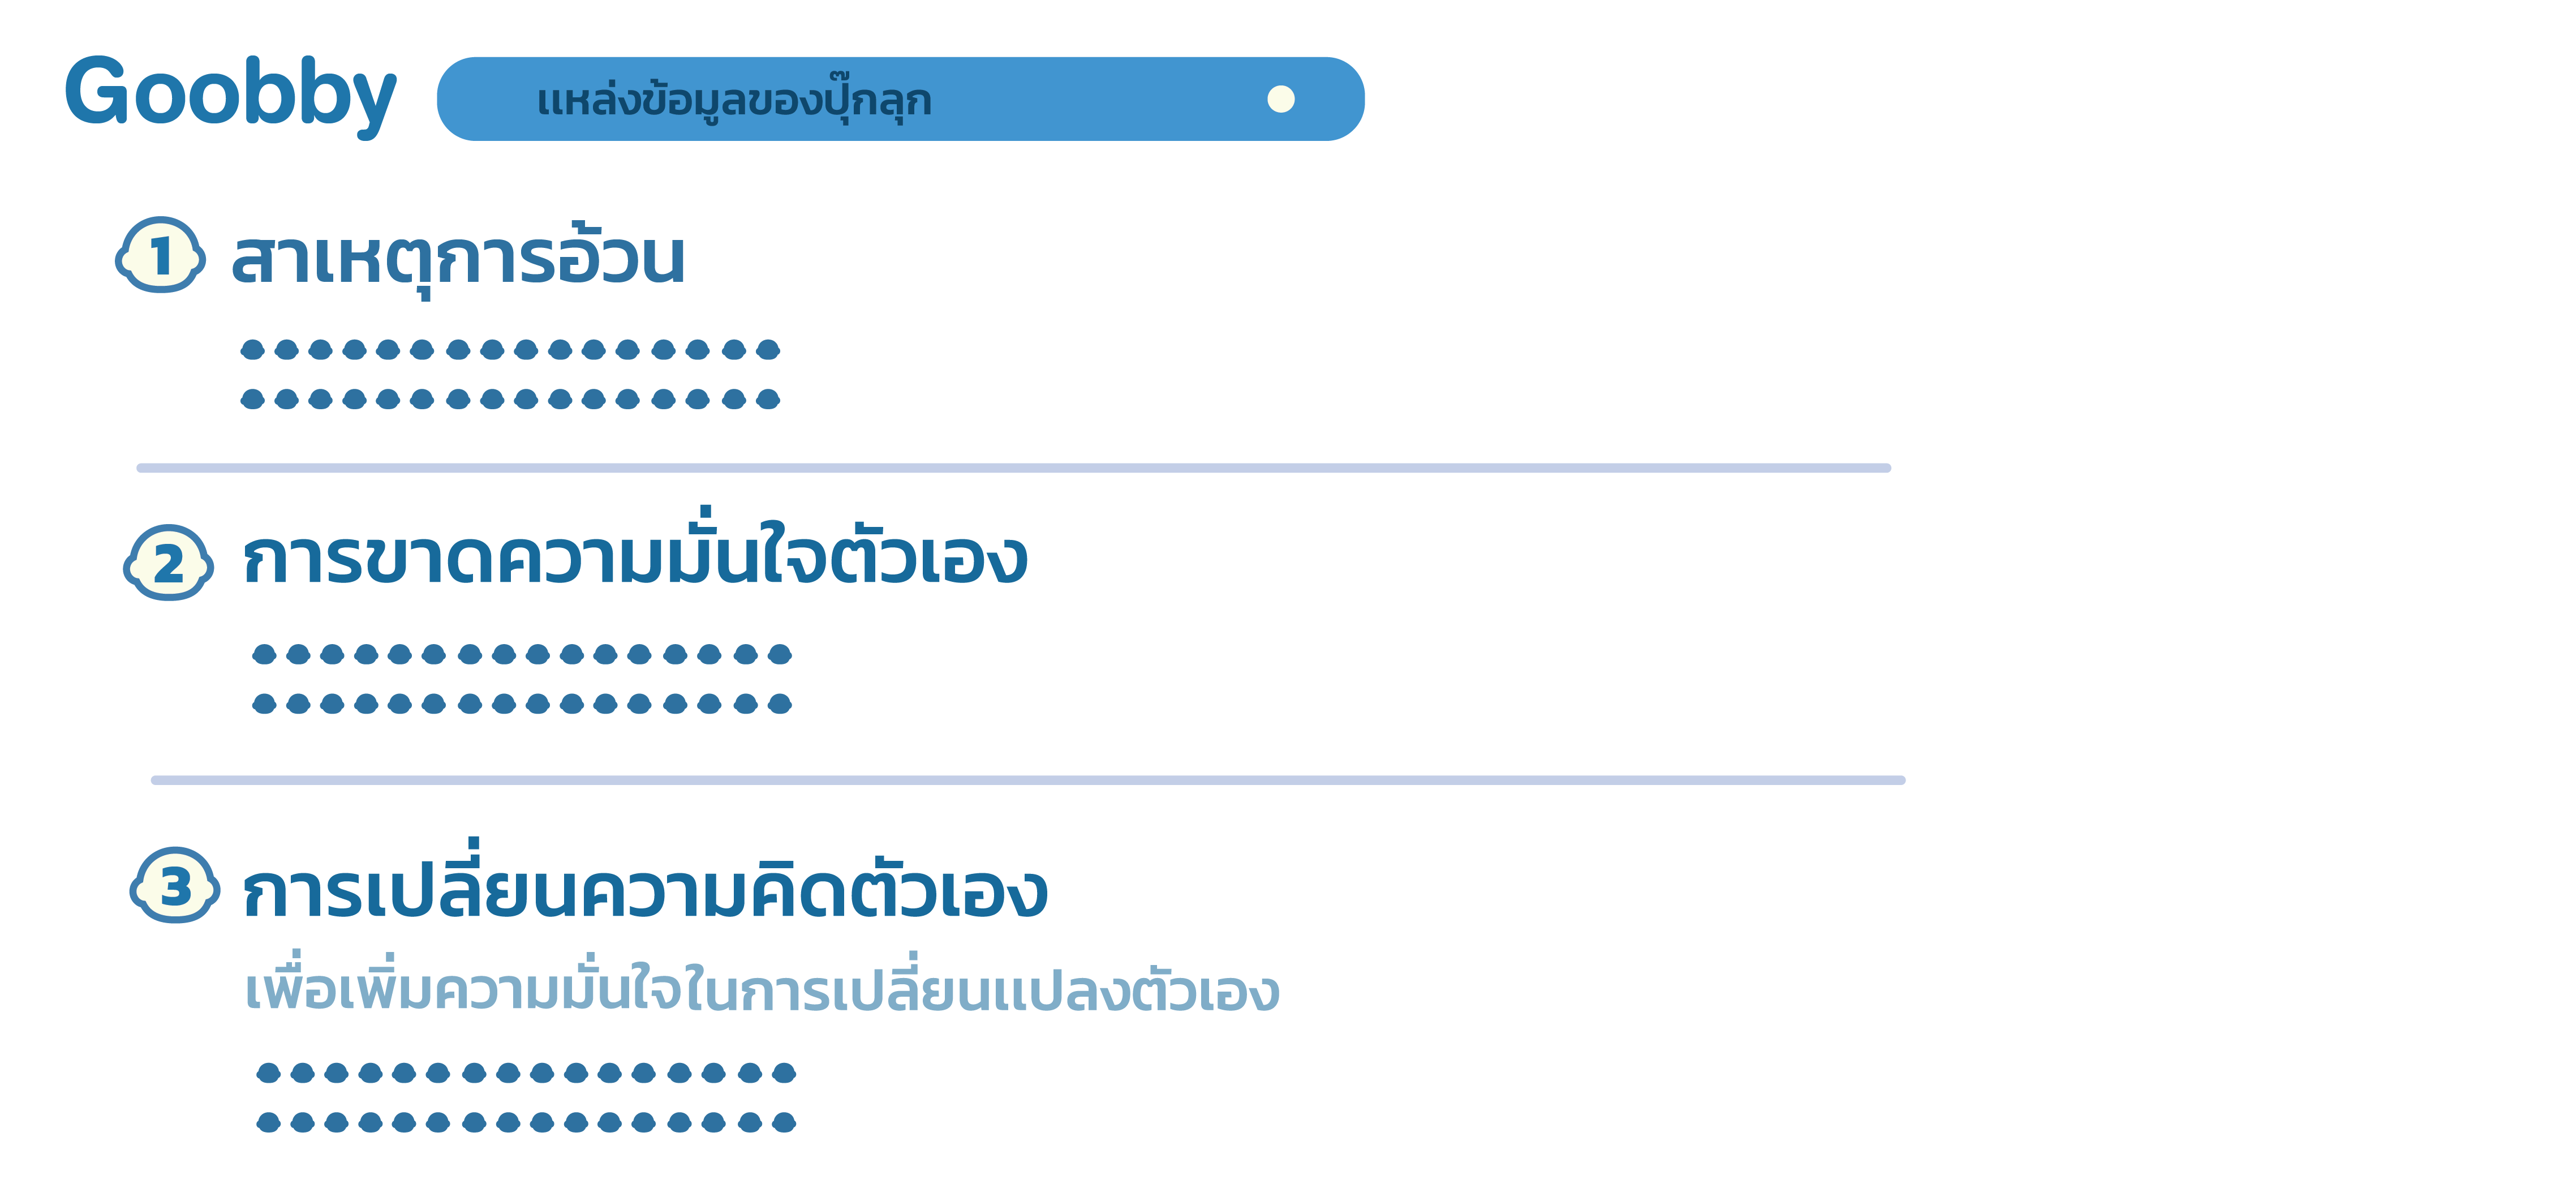 Goobby
แหล่งข้อมูลของปุ๊กลุก
1 สาเหตุการอ้วน
2 การขาดความมั่นใจตัวเอง
3 การเปลี่ยนความคิดตัวเอง
เพื่อเพิ่มความมั่นใจในการเปลี่ยนแปลงตัวเอง